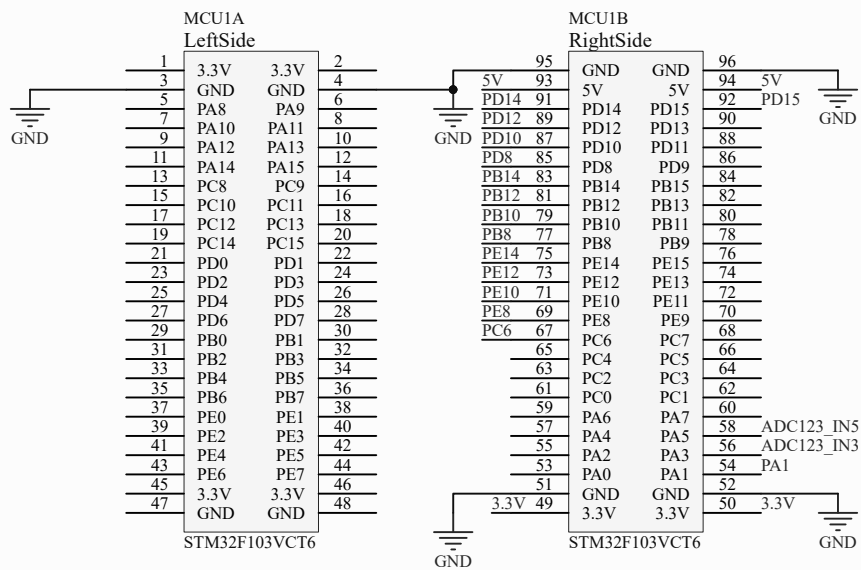 MCU1A
LeftSide
1 3.3V 3.3V 2
3 GND GND 4
5 PA8 PA9 6
7 PA10 PA11 8
9 PA12 PA13 10
11 PA14 PA15 12
13 PC8 PC9 14
15 PC10 PC11 16
17 PC12 PC13 18
19 PC14 PC15 20
21 PD0 PD1 22
23 PD2 PD3 24
25 PD4 PD5 26
27 PD6 PD7 28
29 PB0 PB1 30
31 PB2 PB3 32
33 PB4 PB5 34
35 PB6 PB7 36
37 PE0 PE1 38
39 PE2 PE3 40
41 PE4 PE5 42
43 PE6 PE7 44
45 3.3V 3.3V 46
47 GND GND 48
STM32F103VCT6
GND
MCU1B
RightSide
95 GND GND 96
5V 93 5V 5V 94 5V
PD14 91 PD14 PD15 92 PD15
PD12 89 PD12 PD13 90
PD10 87 PD10 PD11 88
PD8 85 PD8 PD9 86
PB14 83 PB14 PB15 84
PB12 81 PB12 PB13 82
PB10 79 PB10 PB11 80
PB8 77 PB8 PB9 78
PE14 75 PE14 PE15 76
PE12 73 PE12 PE13 74
PE10 71 PE10 PE11 72
PE8 69 PE8 PE9 70
PC6 67 PC6 PC7 68
65 PC4 PC5 66
63 PC2 PC3 64
61 PC0 PC1 62
59 PA6 PA7 60
57 PA4 PA5 58 ADC123_IN5
55 PA2 PA3 56 ADC123_IN3
53 PA0 PA1 54 PA1
51 GND GND 52
3.3V 49 3.3V 3.3V 50 3.3V
STM32F103VCT6
GND
GND
GND
GND